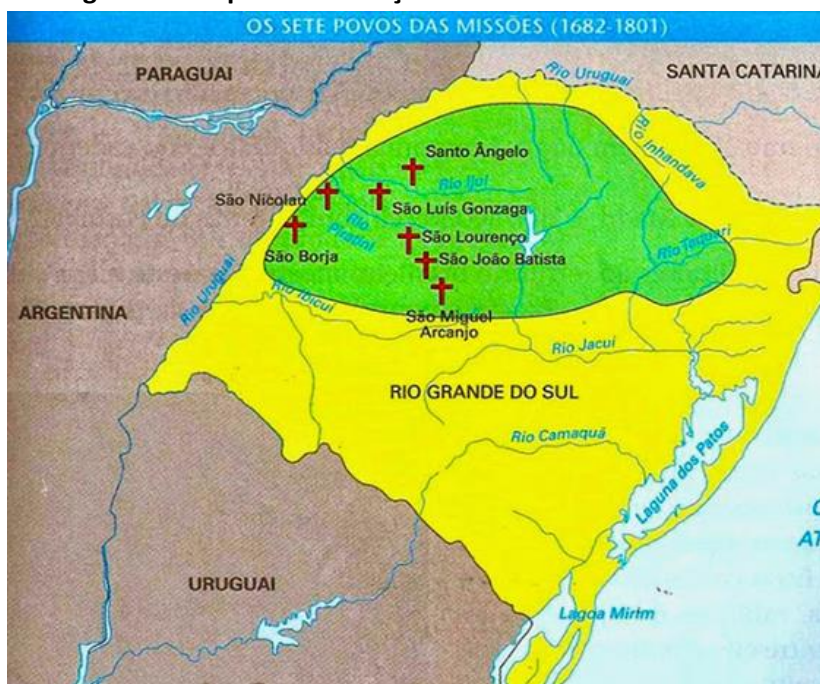 OS SETE POVOS DAS MISSÕES (1682-1801)
PARAGUAI
Rio Uruguai
SANTA CATARINA
Rio Inhandava
Santo Ângelo
Rio Ijuí
São Nicolau
São Luís Gonzaga
Rio
Piratini
São Lourenço
Rio Taquari
São João Batista
São Borja
Rio Uruguai
Rio Ibicuí
ARGENTINA
São Miguel
Arcanjo
Rio Jacuí
RIO GRANDE DO SUL
Rio Camaquã
Laguna dos Patos
AT
URUGUAI
Lagoa Mirim